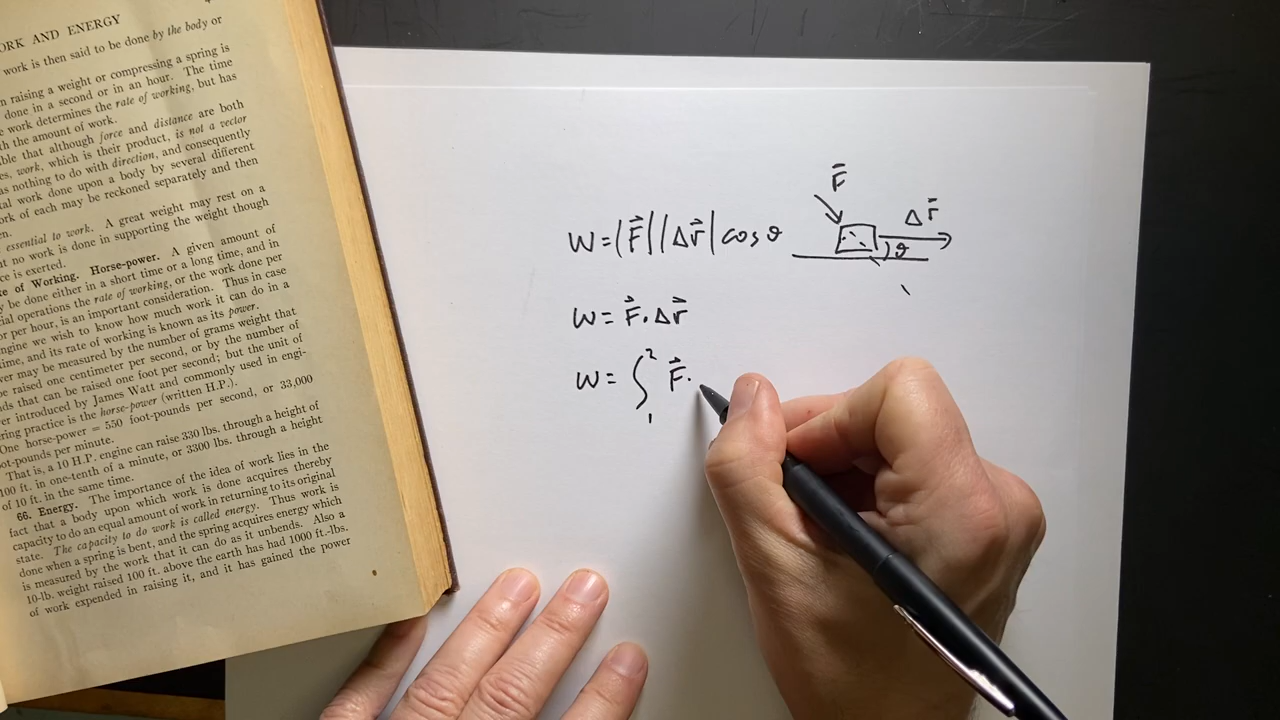 ORK AND ENERGY
work is then said to be done by the body or
n raising a weight or compressing a spring is
done in a second or in an hour. The time
e work determines the rate of working, but has
th the amount of work.
ble that although force and distance are both
es, work, which is their product, is not a vector
as nothing to do with direction, and consequently
tal work done upon a body by several different
ork of each may be reckoned separately and then
en.
essential to work. A great weight may rest on a
ut no work is done in supporting the weight though
ce is exerted.
te of Working. Horse-power. A given amount of
y be done either in a short time or a long time, and in
ial operations the rate of working, or the work done per
or per hour, is an important consideration. Thus in case
ngine we wish to know how much work it can do in a
time, and its rate of working is known as its power.
er may be measured by the number of grams weight that
be raised one centimeter per second, or by the number of
nds that can be raised one foot per second; but the unit of
er introduced by James Watt and commonly used in engi-
ring practice is the horse-power (written H.P.).
One horse-power = 550 foot-pounds per second, or 33,000
oot-pounds per minute.
That is, a 10 H.P. engine can raise 330 lbs. through a height of
100 ft. in one-tenth of a minute, or 3300 lbs. through a height
of 10 ft. in the same time.
66. Energy. The importance of the idea of work lies in the
fact that a body upon which work is done acquires thereby
capacity to do an equal amount of work in returning to its original
state. The capacity to do work is called energy. Thus work is
done when a spring is bent, and the spring acquires energy which
is measured by the work that it can do as it unbends. Also a
10-lb. weight raised 100 ft. above the earth has had 1000 ft.-lbs.
of work expended in raising it, and it has gained the power
W = |F⃗| |Δr⃗| cos θ
F⃗
Δr⃗
θ
W = F⃗ · Δr⃗
W = ∫₁² F⃗ ·